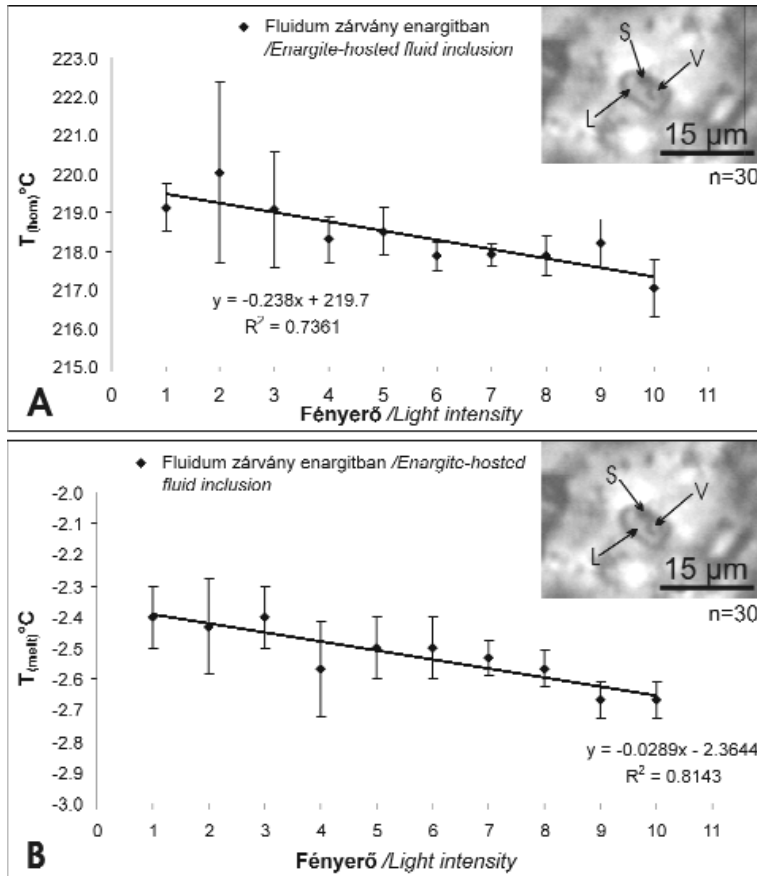 ◆ Fluidum zárvány enargitban
/Enargite-hosted fluid inclusion
S
V
L
15 µm
n=30
T(hom)°C
223.0
222.0
221.0
220.0
219.0
218.0
217.0
216.0
215.0
y = -0.238x + 219.7
R² = 0.7361
0 1 2 3 4 5 6 7 8 9 10 11
Fényerő /Light intensity
A
◆ Fluidum zárvány enargitban /Enargite-hosted
fluid inclusion
S
V
L
15 µm
n=30
T(melt)°C
-2.0
-2.1
-2.2
-2.3
-2.4
-2.5
-2.6
-2.7
-2.8
-2.9
-3.0
y = -0.0289x - 2.3644
R² = 0.8143
0 1 2 3 4 5 6 7 8 9 10 11
Fényerő /Light intensity
B